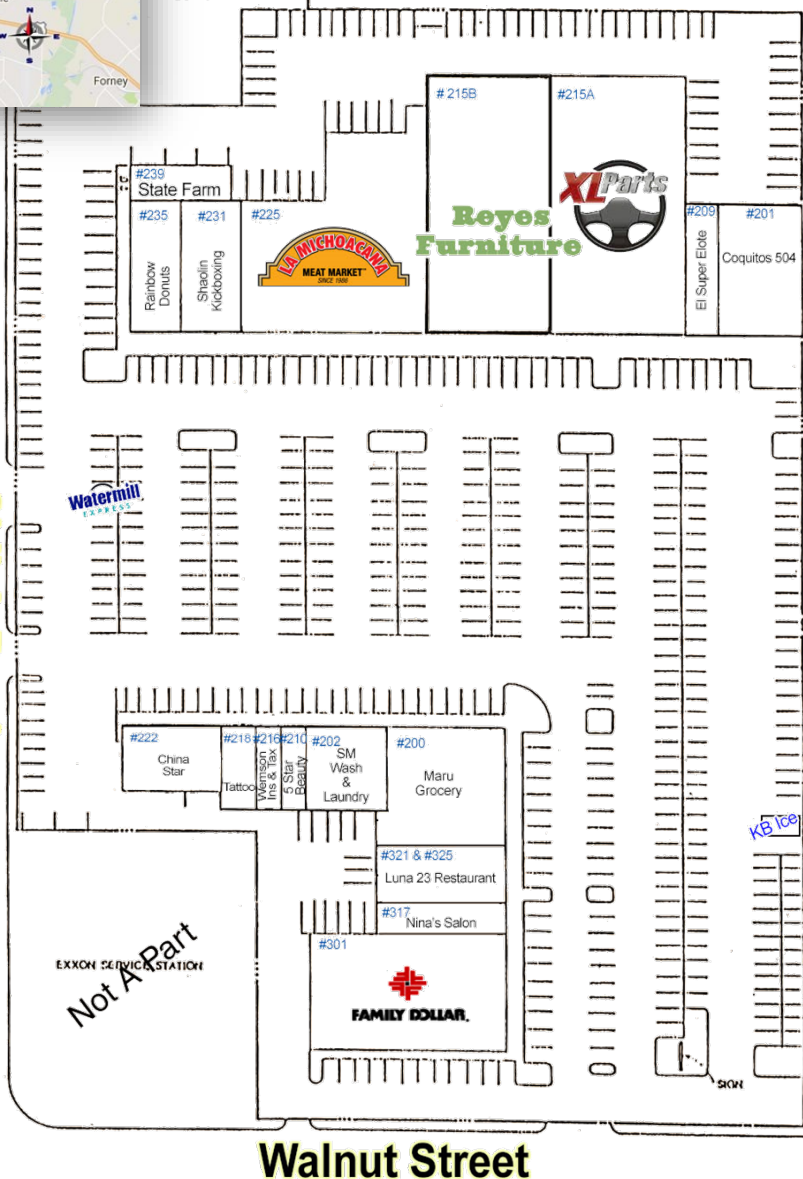 N
W
E
S
Forney
# 215B
#215A
#239
State Farm
XL Parts
#235
#231
#225
Reyes
Furniture
#209
#201
Rainbow
Donuts
Shaolin
Kickboxing
LA MICHOACANA
MEAT MARKET
SINCE 1986
El Super Elote
Coquitos 504
Watermill
EXPRESS
#222
#218
#216
#210
#202
#200
China
Star
Tattoo
Wemson
Ins & Tax
5 Star
Beauty
SM
Wash
&
Laundry
Maru
Grocery
KB Ice
#321 & #325
Luna 23 Restaurant
#317
Nina's Salon
#301
EXXON SERVICE STATION
Not A Part
FAMILY DOLLAR.
SIGN
Walnut Street